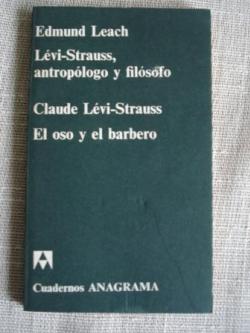 Edmund Leach
Lévi-Strauss,
antropólogo y filósofo
Claude Lévi-Strauss
El oso y el barbero
Cuadernos ANAGRAMA